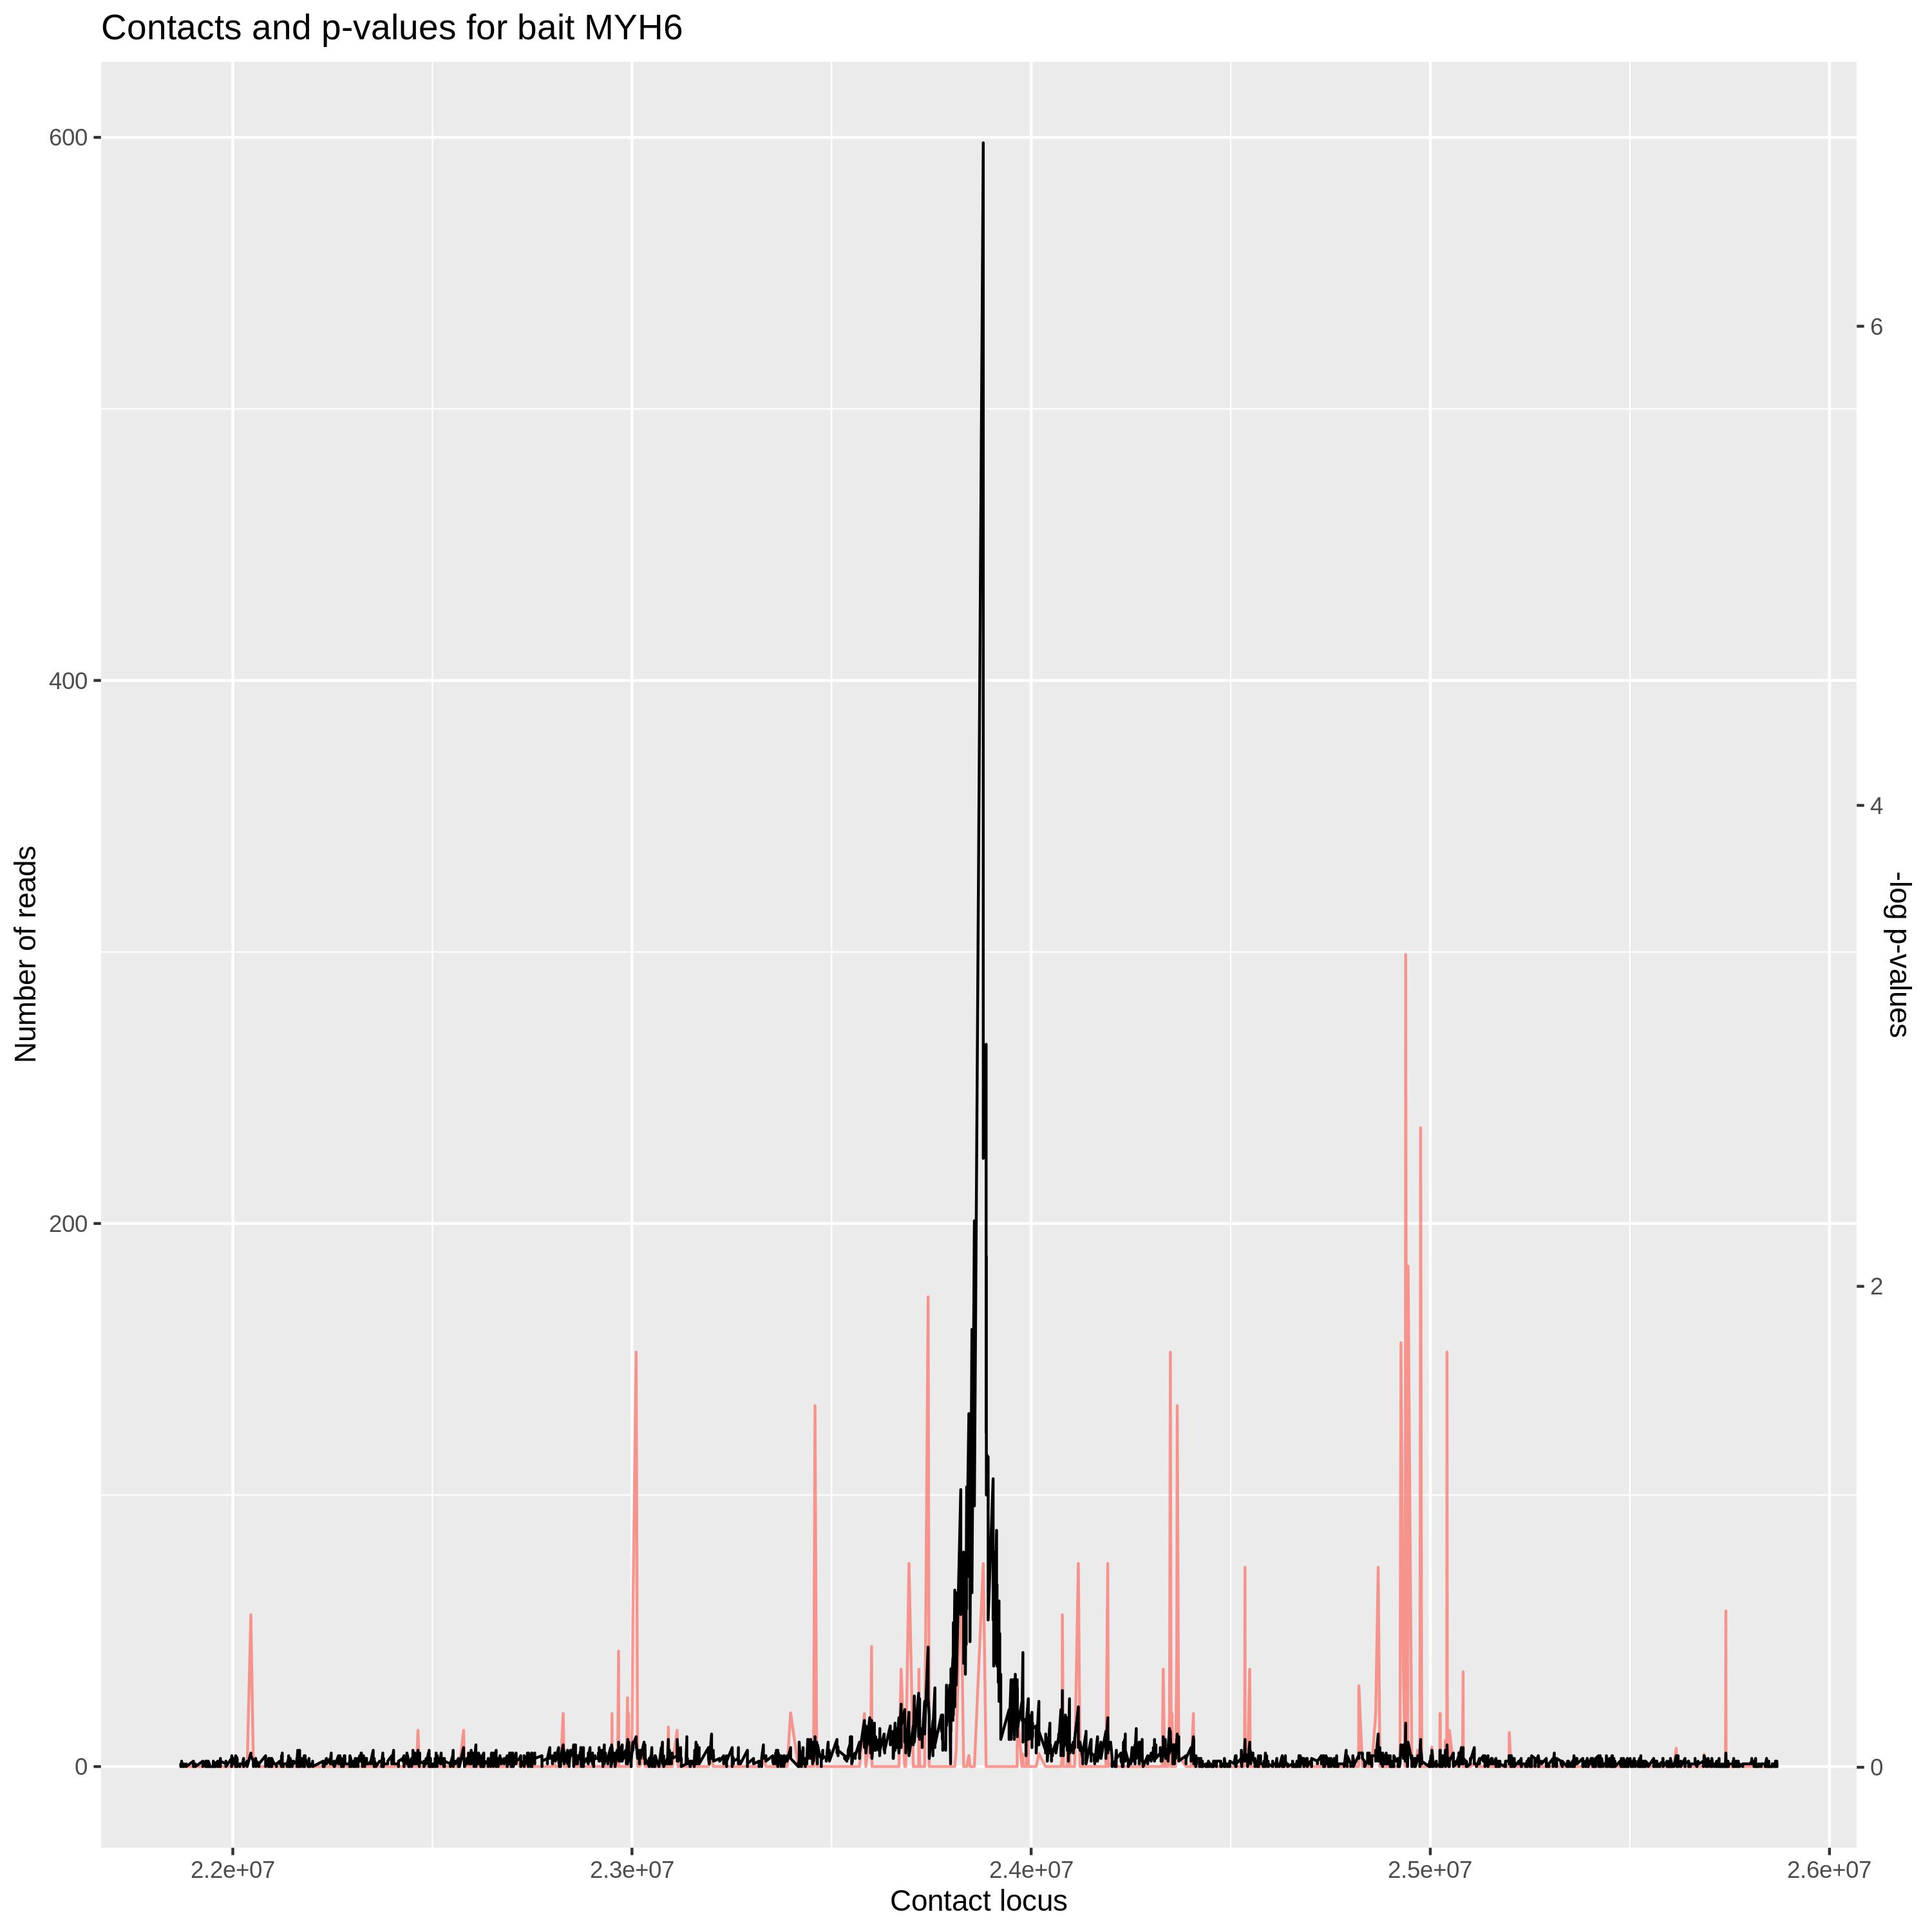 Contacts and p-values for bait MYH6
600
400
200
0
Number of reads
6
4
2
0
-log p-values
2.2e+07 2.3e+07 2.4e+07 2.5e+07 2.6e+07
Contact locus